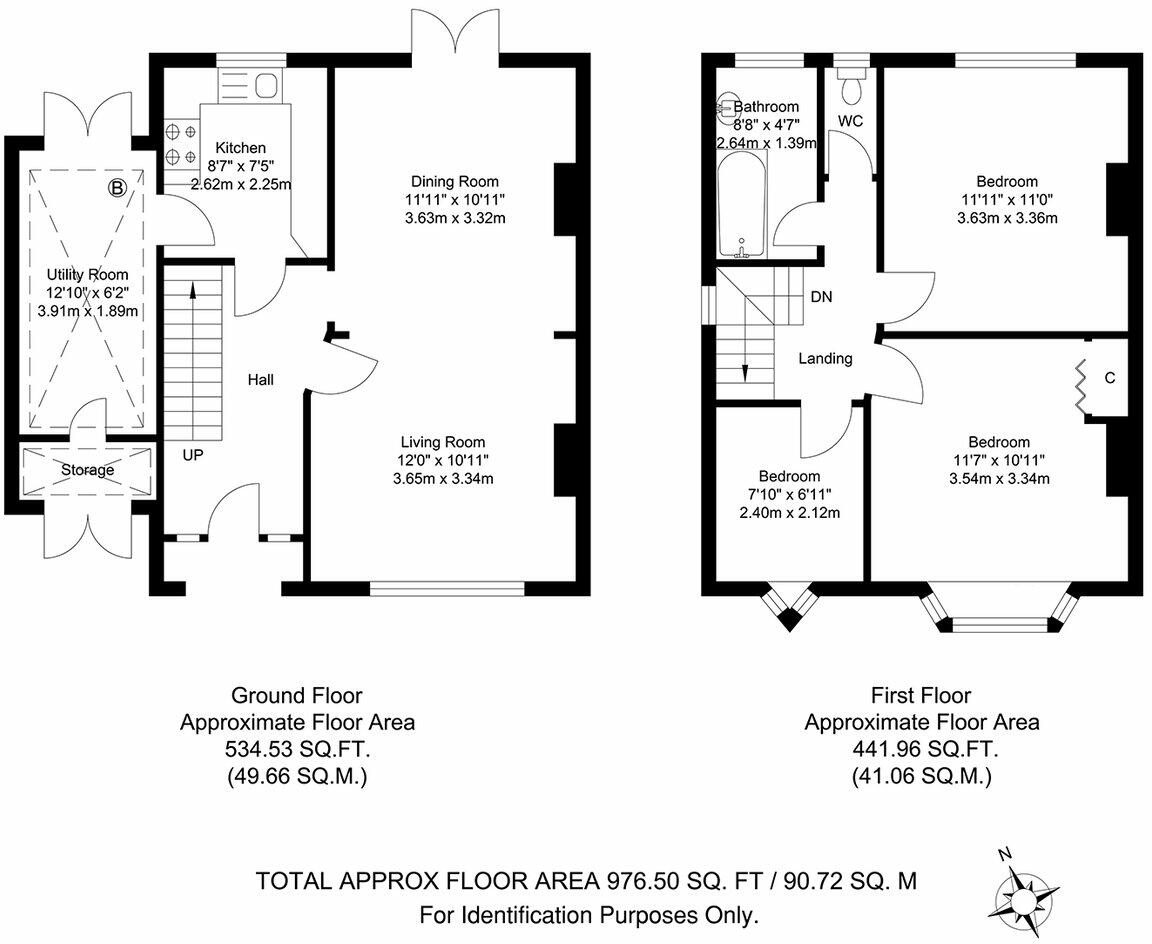 Kitchen
8'7" x 7'5"
2.62m x 2.25m
Dining Room
11'11" x 10'11"
3.63m x 3.32m
B
Utility Room
12'10" x 6'2"
3.91m x 1.89m
Hall
UP
Storage
Living Room
12'0" x 10'11"
3.65m x 3.34m
Bathroom
8'8" x 4'7"
2.64m x 1.39m
WC
Bedroom
11'11" x 11'0"
3.63m x 3.36m
DN
Landing
C
Bedroom
11'7" x 10'11"
3.54m x 3.34m
Bedroom
7'10" x 6'11"
2.40m x 2.12m
Ground Floor
Approximate Floor Area
534.53 SQ.FT.
(49.66 SQ.M.)
First Floor
Approximate Floor Area
441.96 SQ.FT.
(41.06 SQ.M.)
TOTAL APPROX FLOOR AREA 976.50 SQ. FT / 90.72 SQ. M
For Identification Purposes Only.
N